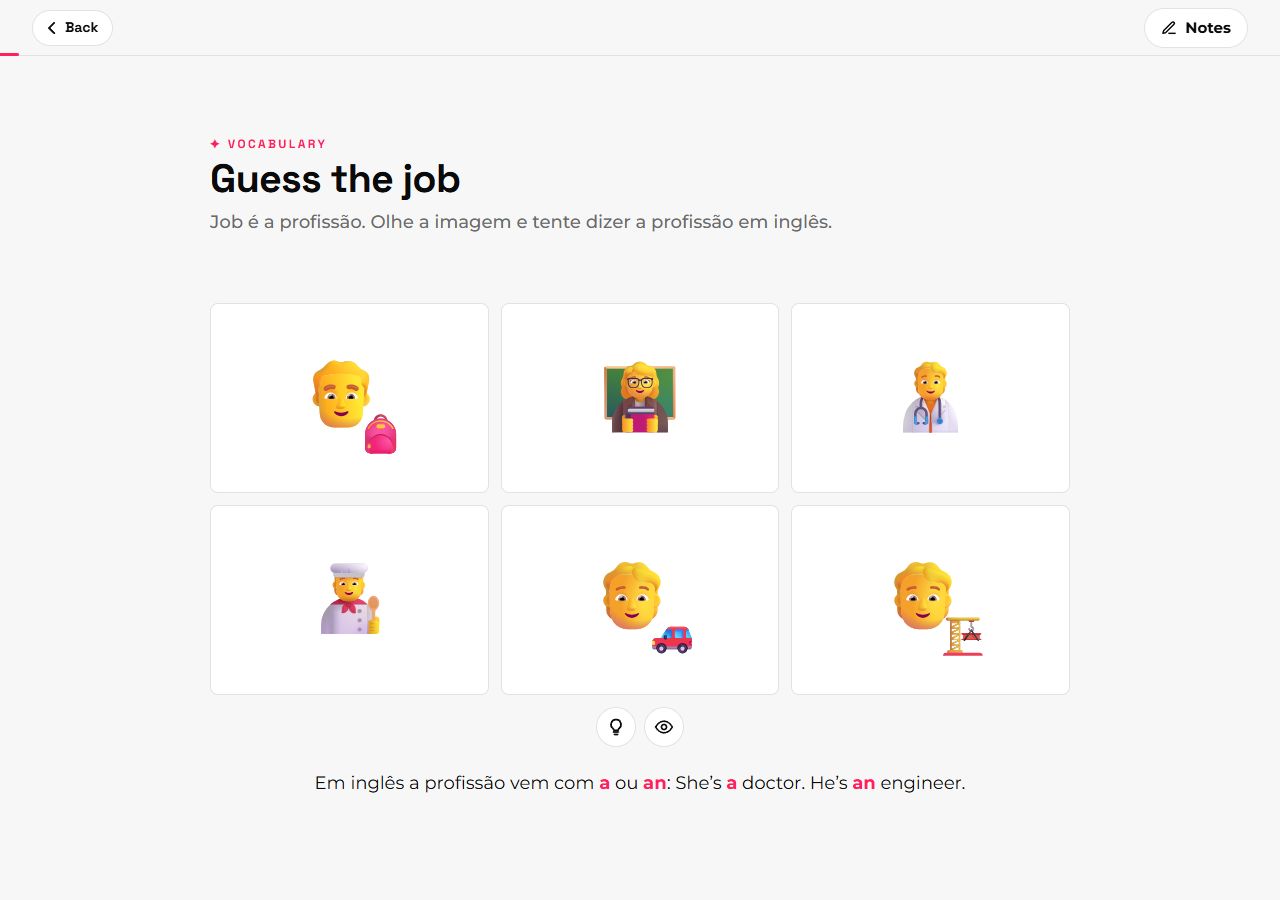 Back
Notes
VOCABULARY
Guess the job
Job é a profissão. Olhe a imagem e tente dizer a profissão em inglês.
Em inglês a profissão vem com a ou an: She’s a doctor. He’s an engineer.